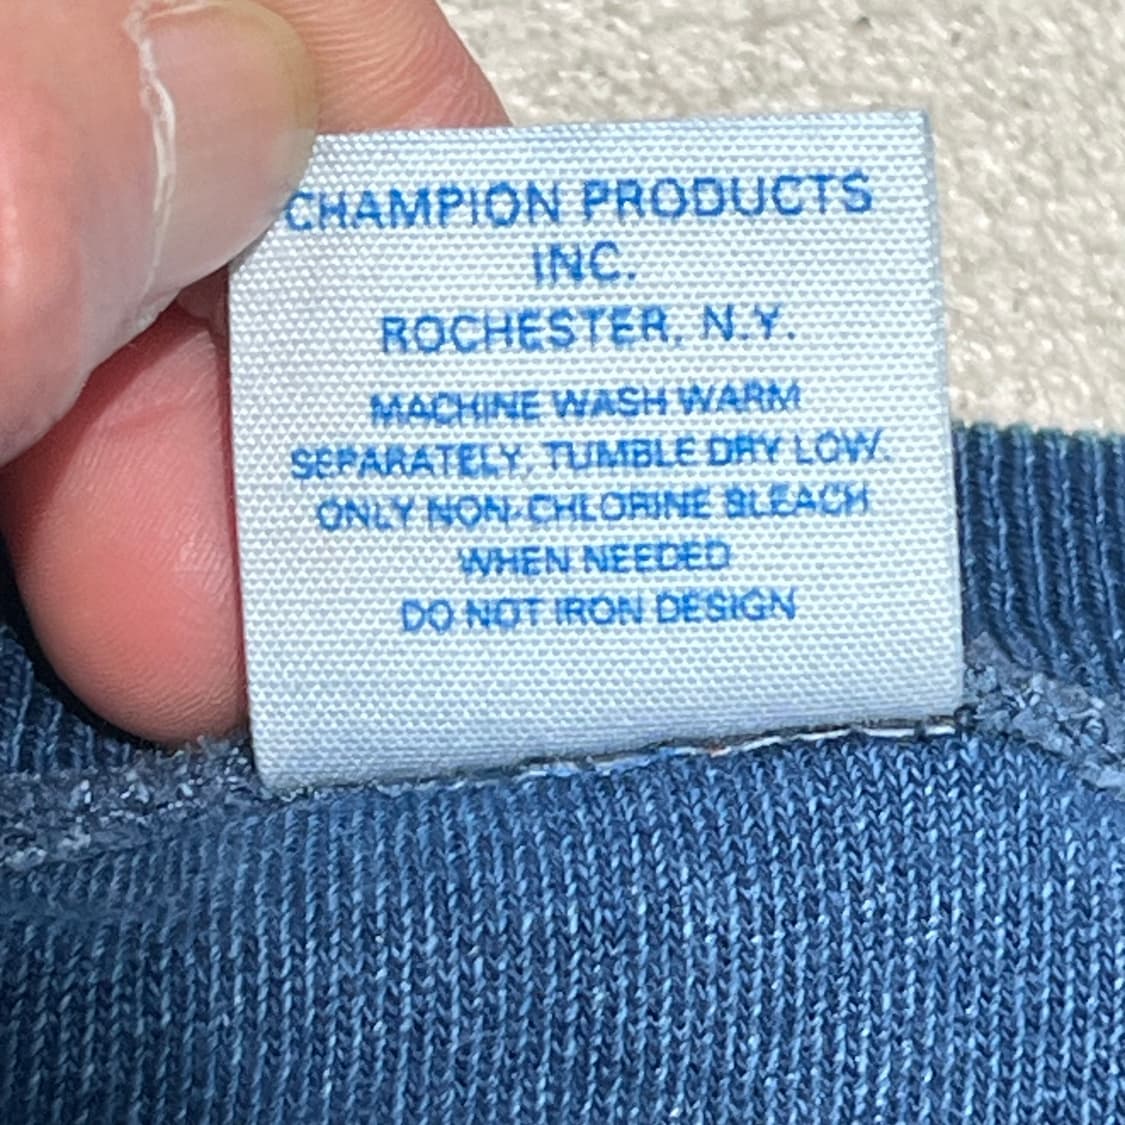 CHAMPION PRODUCTS
INC.
ROCHESTER, N.Y.
MACHINE WASH WARM
SEPARATELY, TUMBLE DRY LOW.
ONLY NON-CHLORINE BLEACH
WHEN NEEDED
DO NOT IRON DESIGN